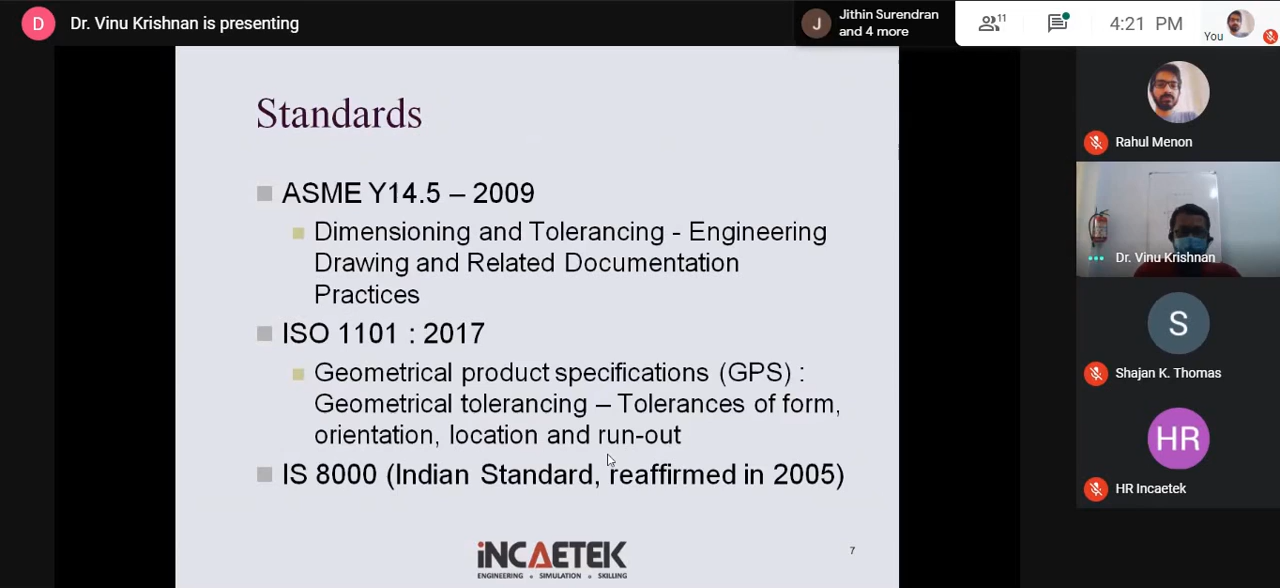 D
Dr. Vinu Krishnan is presenting
J
Jithin Surendran
and 4 more
11
4:21 PM
You
Standards
ASME Y14.5 – 2009
Dimensioning and Tolerancing - Engineering
Drawing and Related Documentation
Practices
ISO 1101 : 2017
Geometrical product specifications (GPS) :
Geometrical tolerancing – Tolerances of form,
orientation, location and run-out
IS 8000 (Indian Standard, reaffirmed in 2005)
iNCAETEK
ENGINEERING • SIMULATION • SKILLING
7
Rahul Menon
Dr. Vinu Krishnan
S
Shajan K. Thomas
HR
HR Incaetek